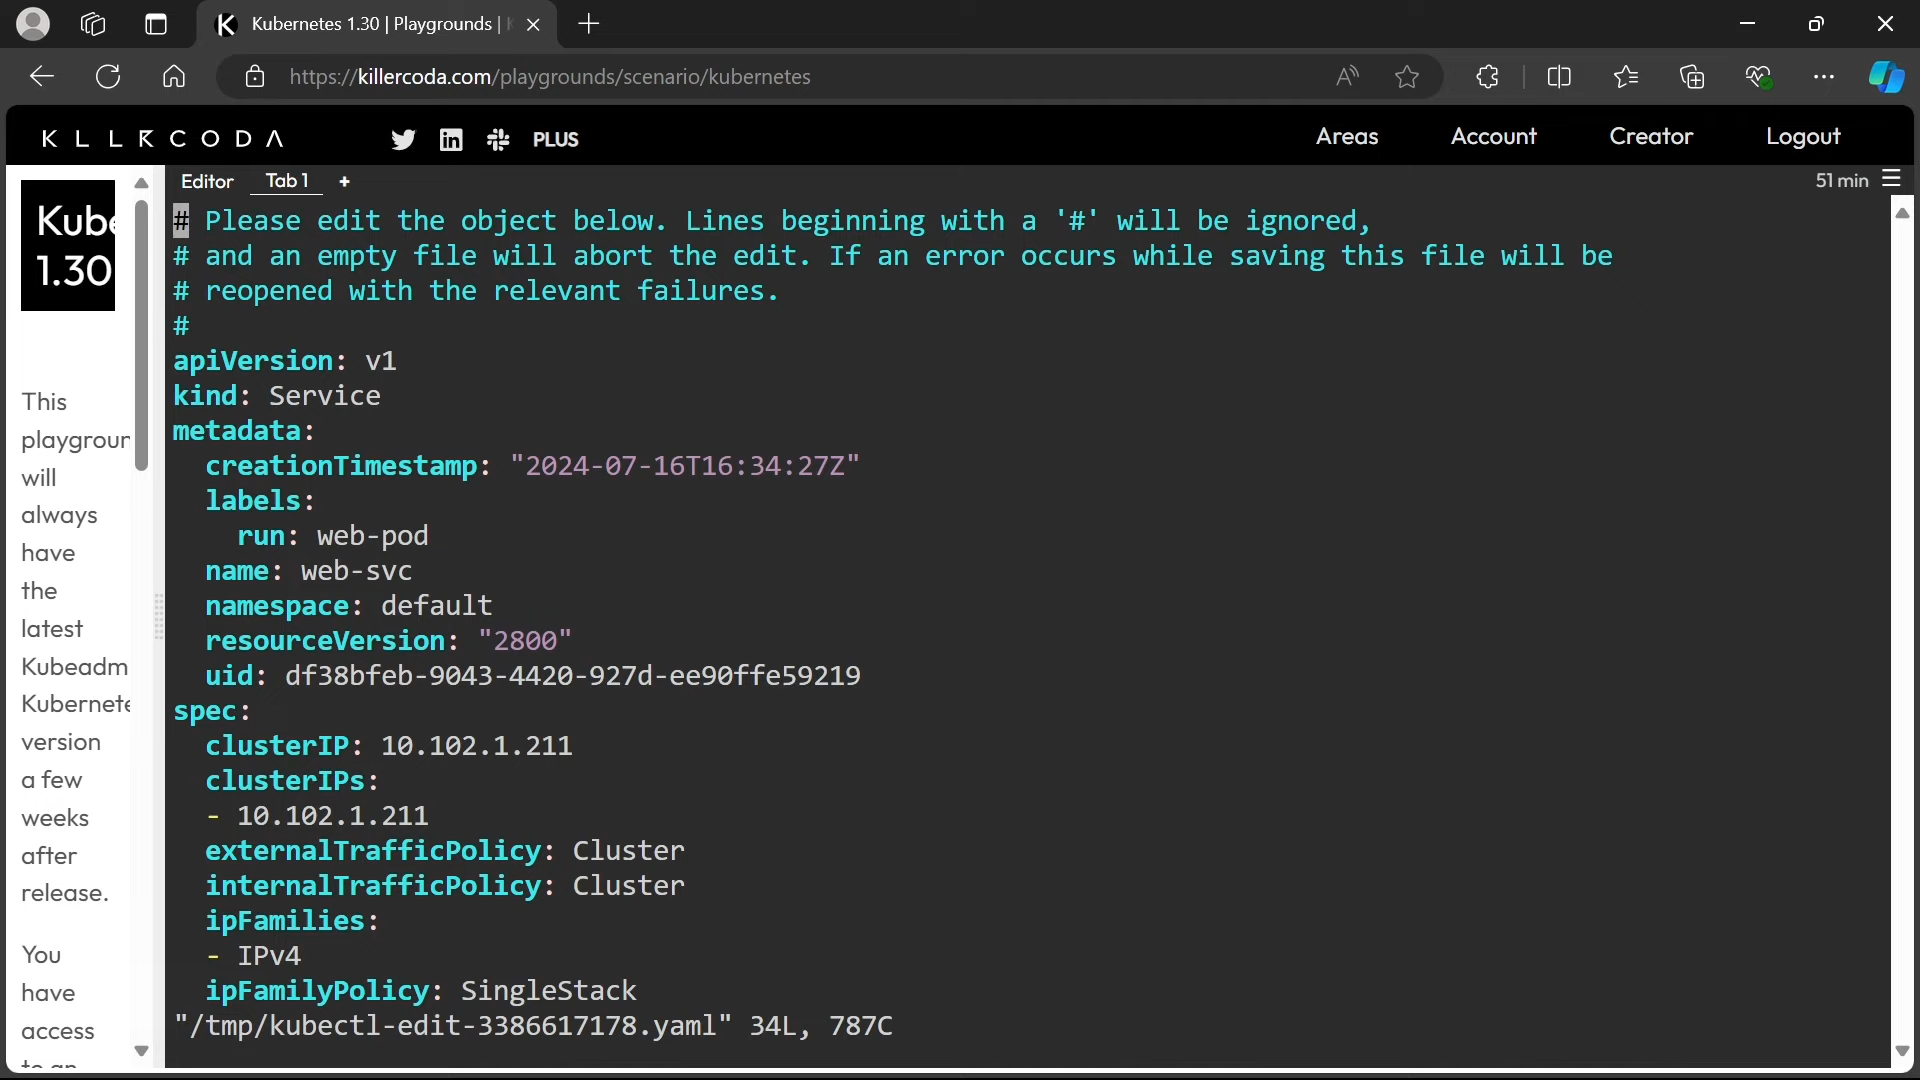 Kubernetes 1.30 | Playgrounds |
https://killercoda.com/playgrounds/scenario/kubernetes
KLLRCODA PLUS Areas Account Creator Logout
Editor Tab 1 + 51 min
Kube
1.30
This
playgroun
will
always
have
the
latest
Kubeadm
Kubernete
version
a few
weeks
after
release.
You
have
access
to an
# Please edit the object below. Lines beginning with a '#' will be ignored,
# and an empty file will abort the edit. If an error occurs while saving this file will be
# reopened with the relevant failures.
#
apiVersion: v1
kind: Service
metadata:
  creationTimestamp: "2024-07-16T16:34:27Z"
  labels:
    run: web-pod
  name: web-svc
  namespace: default
  resourceVersion: "2800"
  uid: df38bfeb-9043-4420-927d-ee90ffe59219
spec:
  clusterIP: 10.102.1.211
  clusterIPs:
  - 10.102.1.211
  externalTrafficPolicy: Cluster
  internalTrafficPolicy: Cluster
  ipFamilies:
  - IPv4
  ipFamilyPolicy: SingleStack
"/tmp/kubectl-edit-3386617178.yaml" 34L, 787C